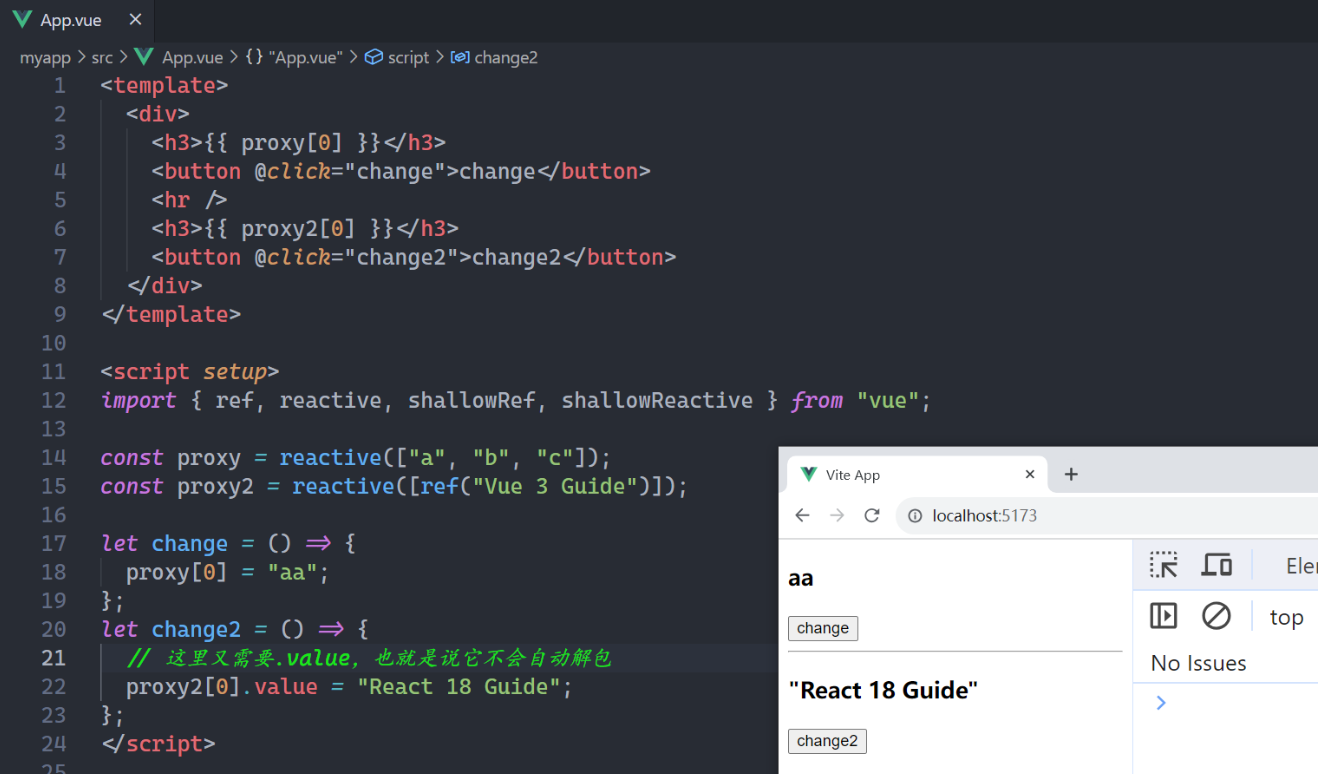 App.vue ×
myapp > src > App.vue > {} "App.vue" > script > change2
1 <template>
2 <div>
3 <h3>{{ proxy[0] }}</h3>
4 <button @click="change">change</button>
5 <hr />
6 <h3>{{ proxy2[0] }}</h3>
7 <button @click="change2">change2</button>
8 </div>
9 </template>
10
11 <script setup>
12 import { ref, reactive, shallowRef, shallowReactive } from "vue";
13
14 const proxy = reactive(["a", "b", "c"]);
15 const proxy2 = reactive([ref("Vue 3 Guide")]);
16
17 let change = () => {
18 proxy[0] = "aa";
19 };
20 let change2 = () => {
21 // 这里又需要.value, 也就是说它不会自动解包
22 proxy2[0].value = "React 18 Guide";
23 };
24 </script>
25
Vite App × +
localhost:5173
aa
change
"React 18 Guide"
change2
Ele
top
No Issues